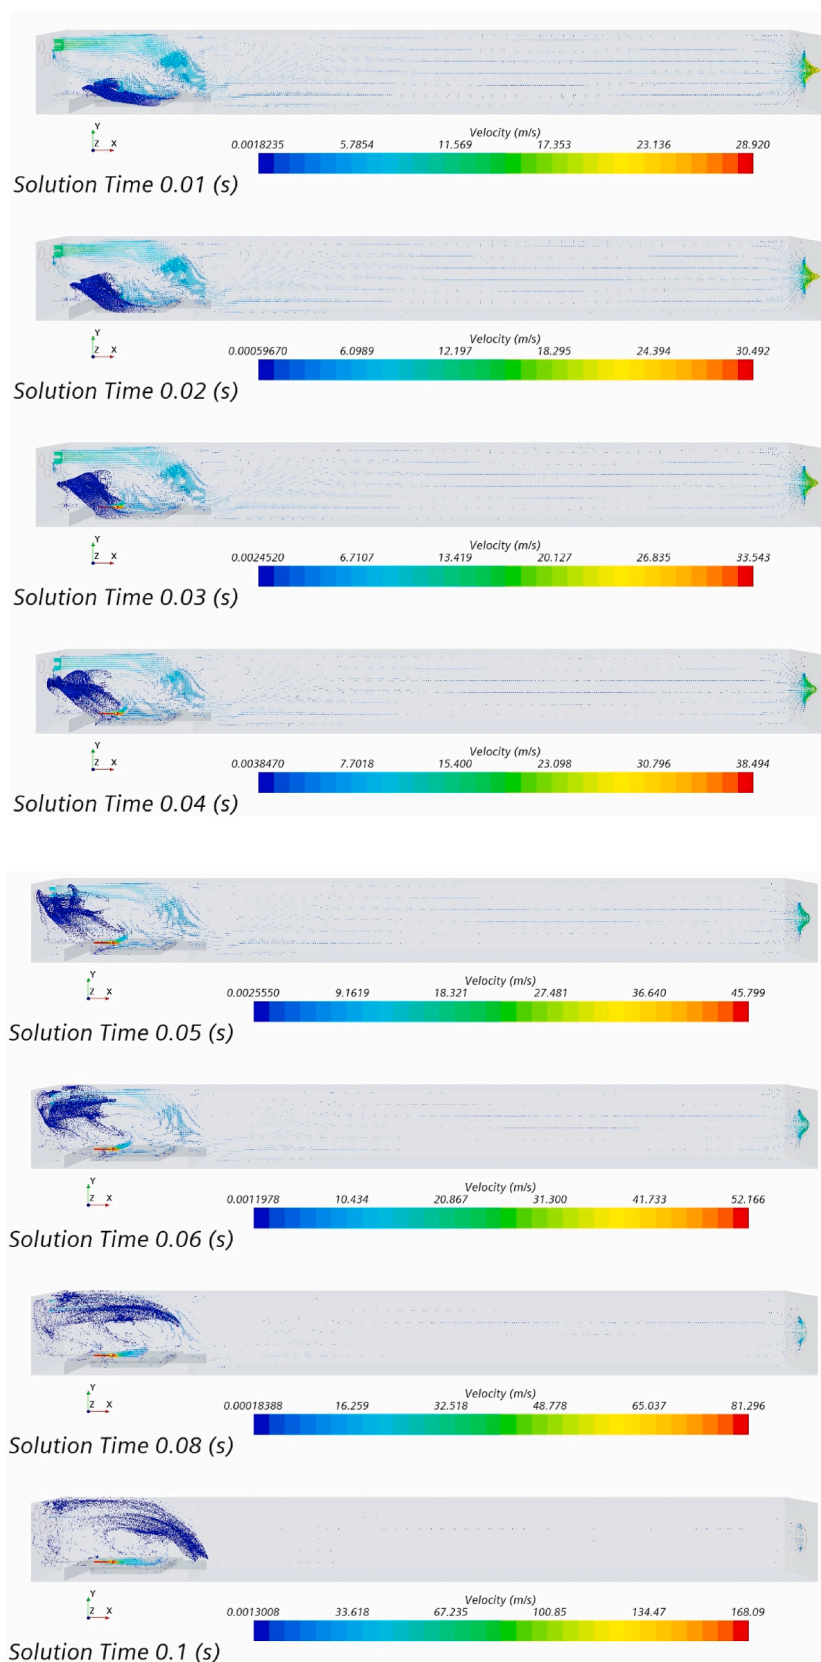 Velocity (m/s)
0.0018235 5.7854 11.569 17.353 23.136 28.920
Y
Z X
Solution Time 0.01 (s)
Velocity (m/s)
0.00059670 6.0989 12.197 18.295 24.394 30.492
Y
Z X
Solution Time 0.02 (s)
Velocity (m/s)
0.0024520 6.7107 13.419 20.127 26.835 33.543
Y
Z X
Solution Time 0.03 (s)
Velocity (m/s)
0.0038470 7.7018 15.400 23.098 30.796 38.494
Y
Z X
Solution Time 0.04 (s)
Velocity (m/s)
0.0025550 9.1619 18.321 27.481 36.640 45.799
Y
Z X
Solution Time 0.05 (s)
Velocity (m/s)
0.0011978 10.434 20.867 31.300 41.733 52.166
Y
Z X
Solution Time 0.06 (s)
Velocity (m/s)
0.00018388 16.259 32.518 48.778 65.037 81.296
Y
Z X
Solution Time 0.08 (s)
Velocity (m/s)
0.0013008 33.618 67.235 100.85 134.47 168.09
Y
Z X
Solution Time 0.1 (s)